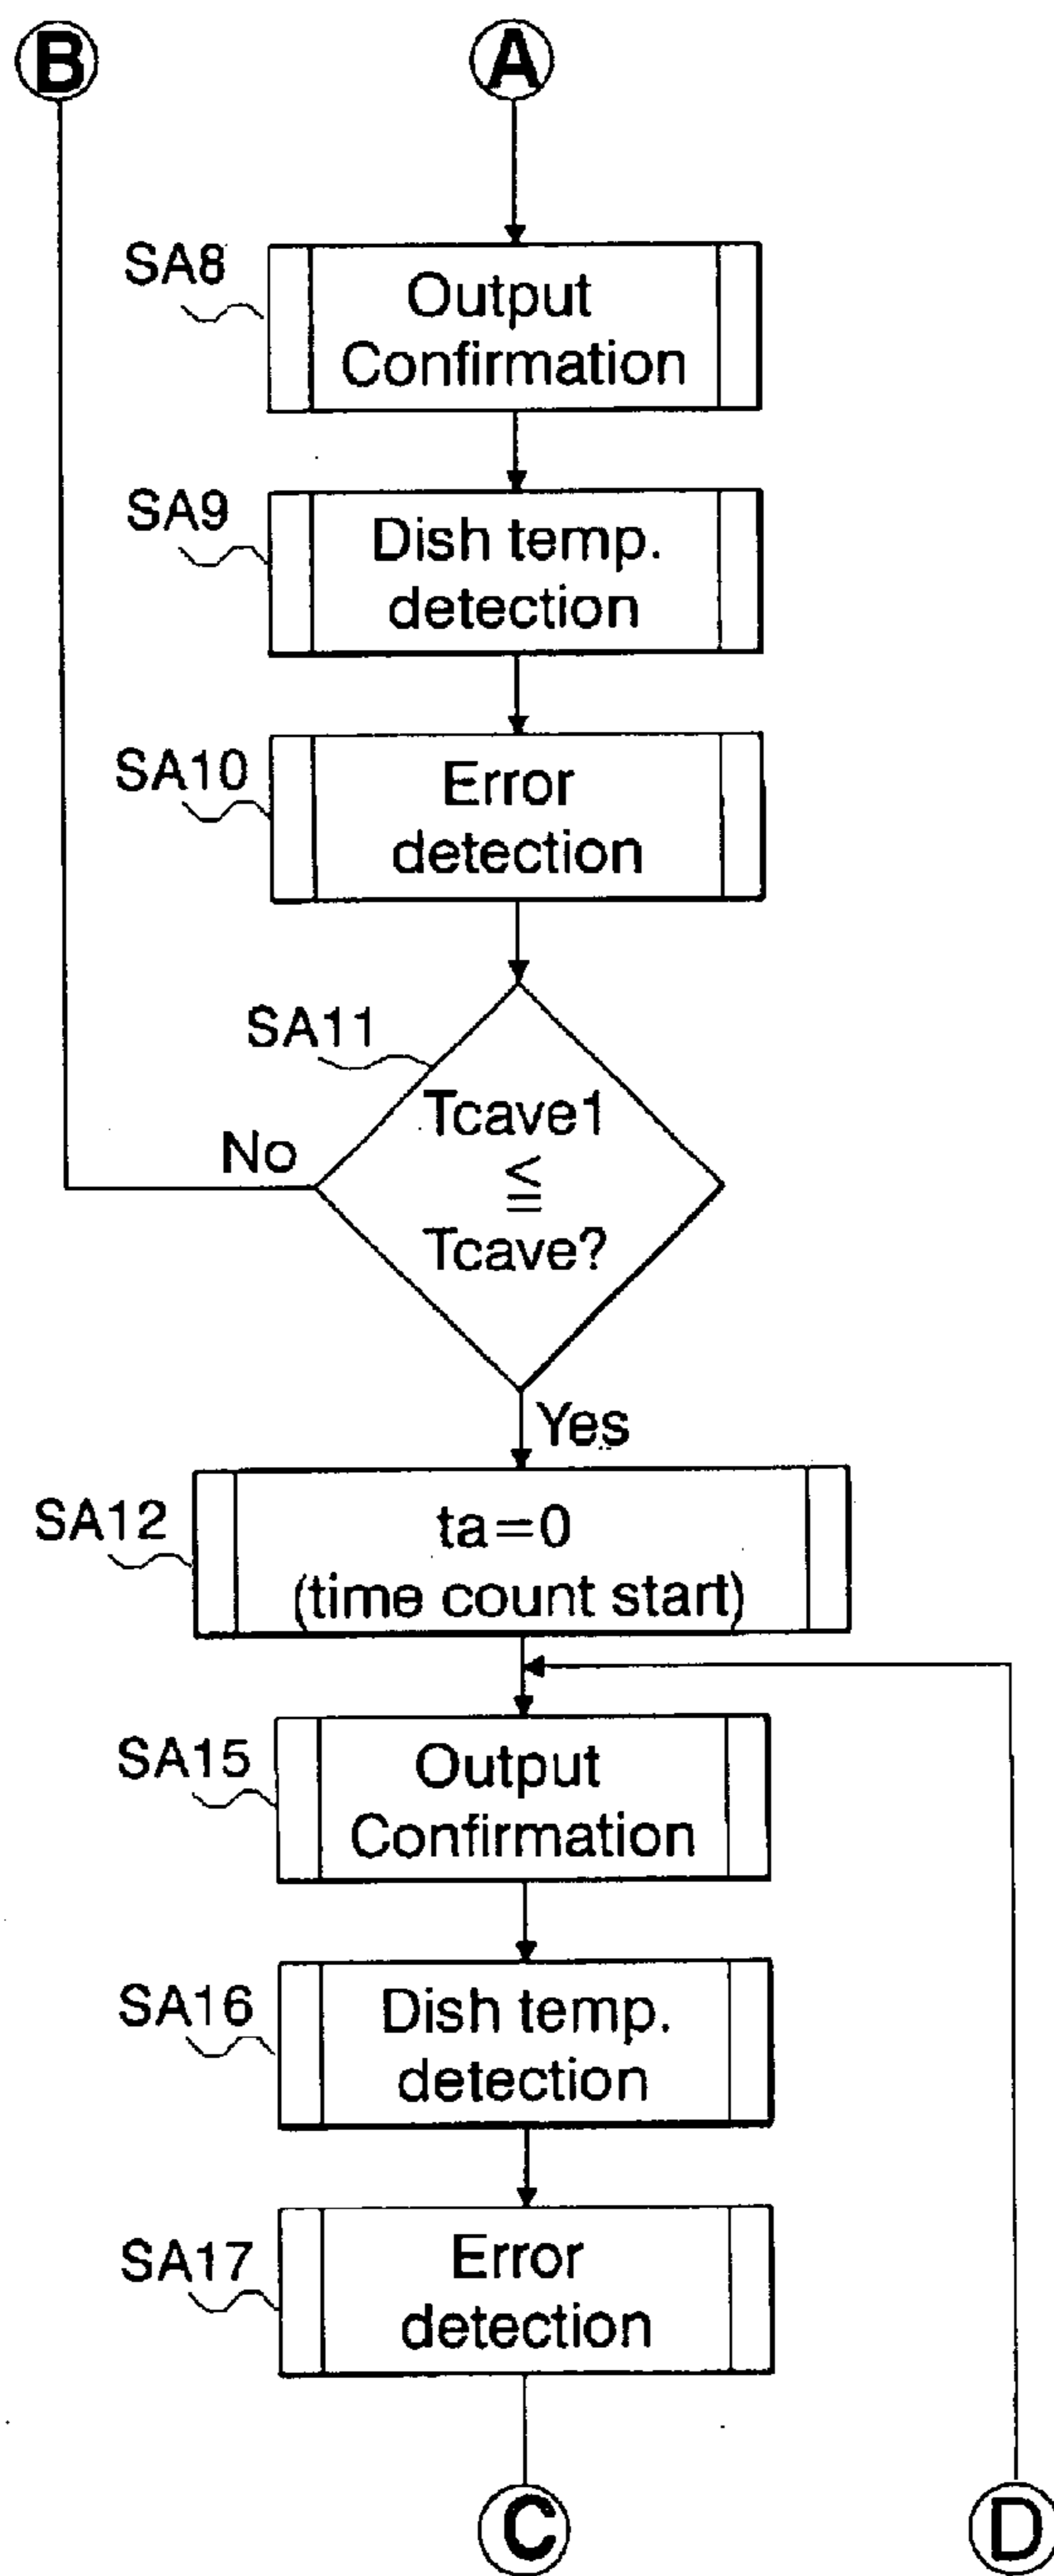 B
A
SA8
Output
Confirmation
SA9
Dish temp.
detection
SA10
Error
detection
SA11
Tcave1
≦
Tcave?
No
Yes
SA12
ta=0
(time count start)
SA15
Output
Confirmation
SA16
Dish temp.
detection
SA17
Error
detection
C
D